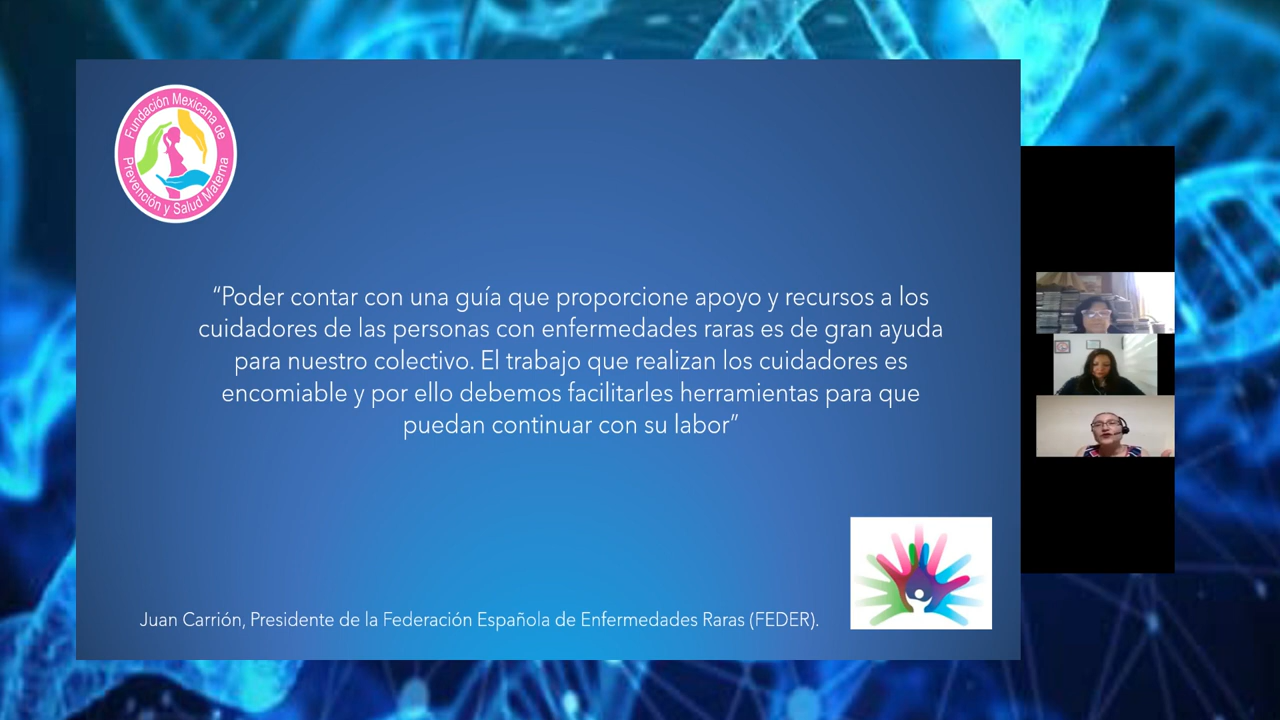 Fundación Mexicana de
Prevención y Salud Materna
“Poder contar con una guía que proporcione apoyo y recursos a los
cuidadores de las personas con enfermedades raras es de gran ayuda
para nuestro colectivo. El trabajo que realizan los cuidadores es
encomiable y por ello debemos facilitarles herramientas para que
puedan continuar con su labor”
Juan Carrión, Presidente de la Federación Española de Enfermedades Raras (FEDER).